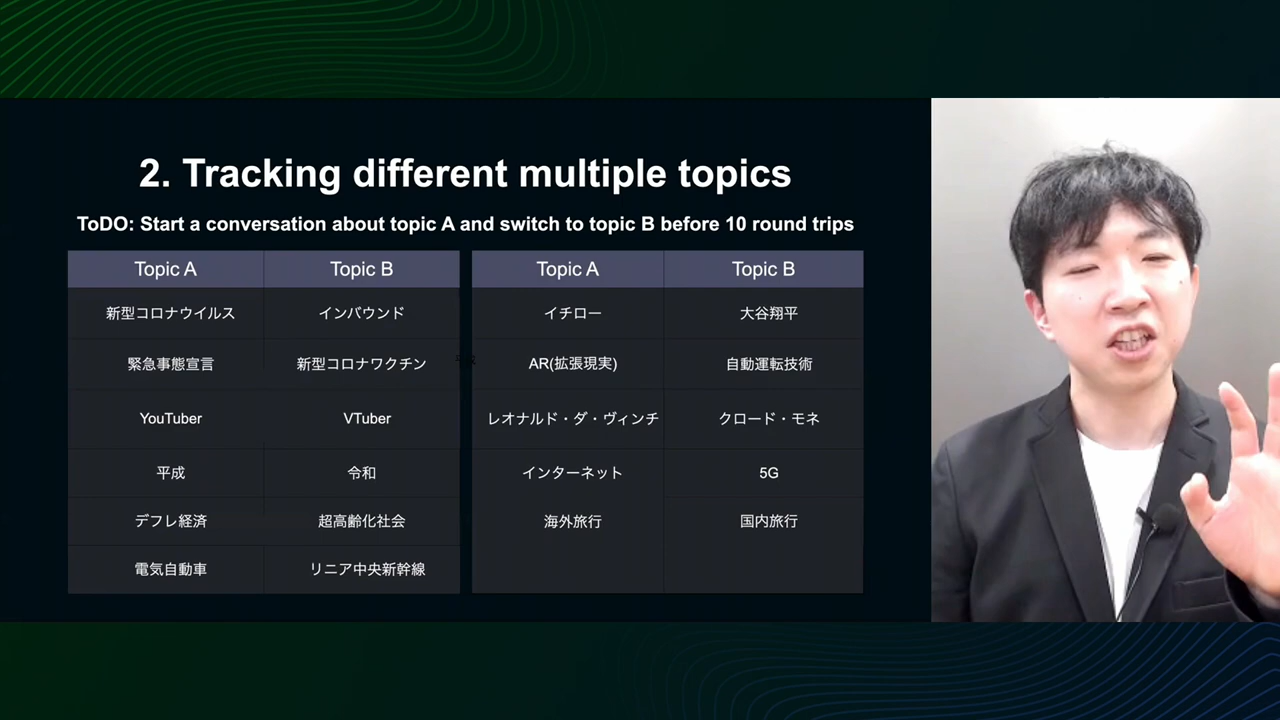 2. Tracking different multiple topics
ToDO: Start a conversation about topic A and switch to topic B before 10 round trips
Topic A Topic B
新型コロナウイルス インバウンド
緊急事態宣言 新型コロナワクチン
YouTuber VTuber
平成 令和
デフレ経済 超高齢化社会
電気自動車 リニア中央新幹線
Topic A Topic B
イチロー 大谷翔平
AR(拡張現実) 自動運転技術
レオナルド・ダ・ヴィンチ クロード・モネ
インターネット 5G
海外旅行 国内旅行